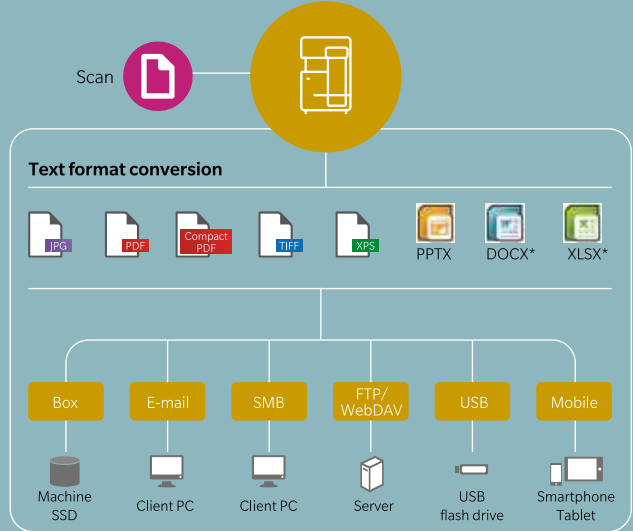 Scan
Text format conversion
JPG
PDF
Compact
PDF
TIFF
XPS
PPTX
DOCX*
XLSX*
Box
E-mail
SMB
FTP/
WebDAV
USB
Mobile
Machine
SSD
Client PC
Client PC
Server
USB
flash drive
Smartphone
Tablet